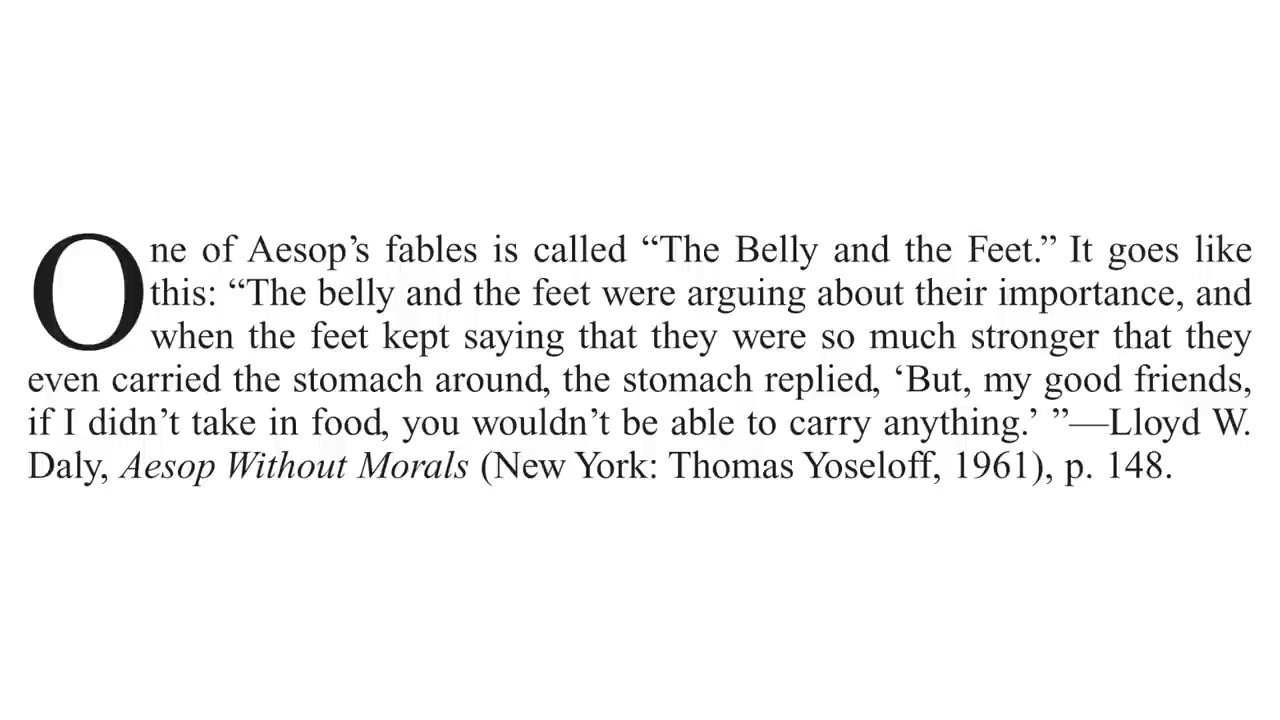 One of Aesop’s fables is called “The Belly and the Feet.” It goes like
this: “The belly and the feet were arguing about their importance, and
when the feet kept saying that they were so much stronger that they
even carried the stomach around, the stomach replied, ‘But, my good friends,
if I didn’t take in food, you wouldn’t be able to carry anything.’ ”—Lloyd W.
Daly, Aesop Without Morals (New York: Thomas Yoseloff, 1961), p. 148.